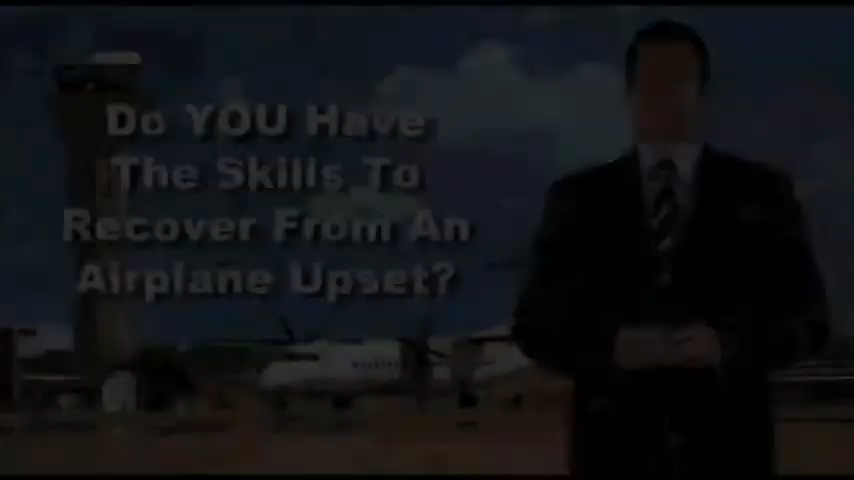 Do YOU Have
The Skills To
Recover From An
Airplane Upset?